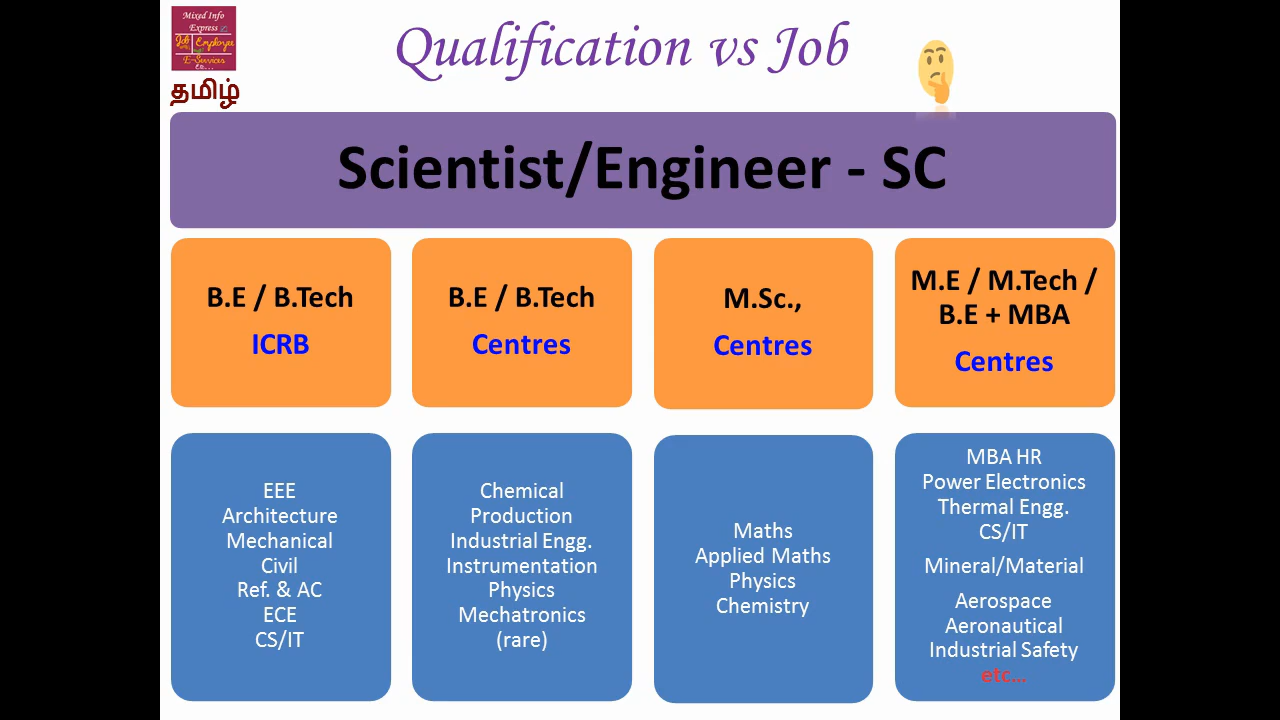 Mixed Info
Express
Job Employee
E-Services
தமிழ்
Qualification vs Job
Scientist/Engineer - SC
B.E / B.Tech
ICRB
B.E / B.Tech
Centres
M.Sc.,
Centres
M.E / M.Tech /
B.E + MBA
Centres
EEE
Architecture
Mechanical
Civil
Ref. & AC
ECE
CS/IT
Chemical
Production
Industrial Engg.
Instrumentation
Physics
Mechatronics
(rare)
Maths
Applied Maths
Physics
Chemistry
MBA HR
Power Electronics
Thermal Engg.
CS/IT
Mineral/Material
Aerospace
Aeronautical
Industrial Safety
etc...